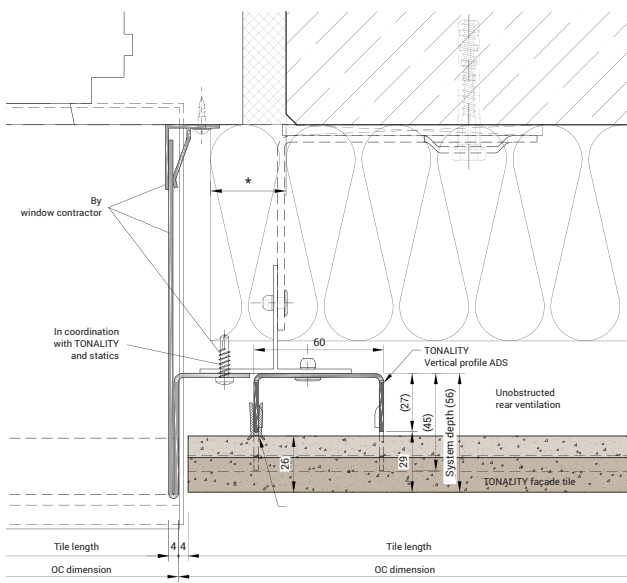 *
By
window contractor
In coordination
with TONALITY
and statics
60
TONALITY
Vertical profile ADS
Unobstructed
rear ventilation
(27)
(45)
System depth (56)
26
29
TONALITY façade tile
Tile length
4 4
Tile length
OC dimension
OC dimension